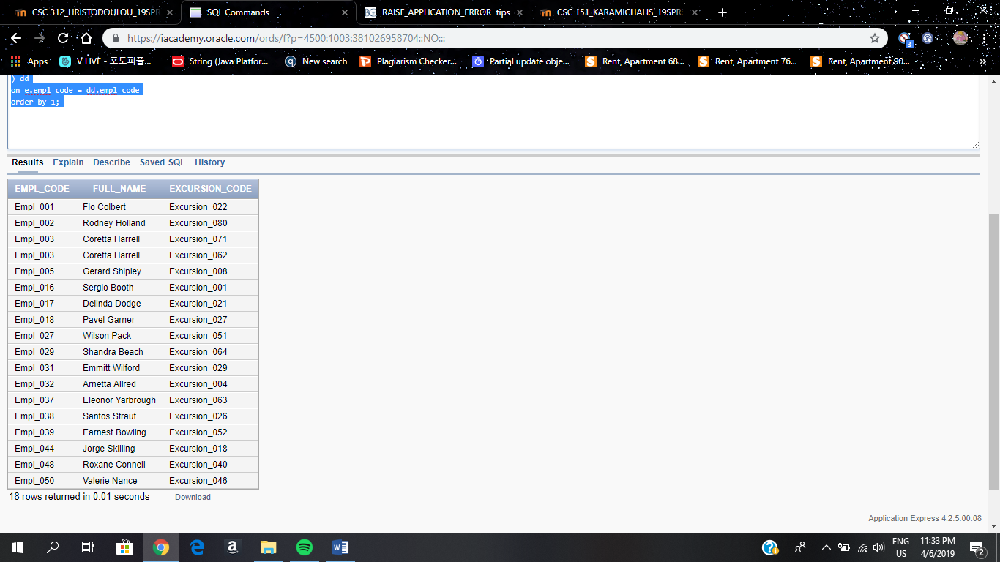 CSC 312_HRISTODOULOU_19SPR
SQL Commands
RAISE_APPLICATION_ERROR tips
CSC 151_KARAMICHALIS_19SPR
https://iacademy.oracle.com/ords/f?p=4500:1003:381026958704::NO:::
3
Apps
V LIVE - 포토피플...
String (Java Platfor...
New search
Plagiarism Checker...
Partial update obje...
Rent, Apartment 68...
Rent, Apartment 76...
Rent, Apartment 90...
»
) dd
on e.empl_code = dd.empl_code
order by 1;
Results Explain Describe Saved SQL History
EMPL_CODE FULL_NAME EXCURSION_CODE
Empl_001 Flo Colbert Excursion_022
Empl_002 Rodney Holland Excursion_080
Empl_003 Coretta Harrell Excursion_071
Empl_003 Coretta Harrell Excursion_062
Empl_005 Gerard Shipley Excursion_008
Empl_016 Sergio Booth Excursion_001
Empl_017 Delinda Dodge Excursion_021
Empl_018 Pavel Garner Excursion_027
Empl_027 Wilson Pack Excursion_051
Empl_029 Shandra Beach Excursion_064
Empl_031 Emmitt Wilford Excursion_029
Empl_032 Arnetta Allred Excursion_004
Empl_037 Eleonor Yarbrough Excursion_063
Empl_038 Santos Straut Excursion_026
Empl_039 Earnest Bowling Excursion_052
Empl_044 Jorge Skilling Excursion_018
Empl_048 Roxane Connell Excursion_040
Empl_050 Valerie Nance Excursion_046
18 rows returned in 0.01 seconds Download
Application Express 4.2.5.00.08
ENG
US
11:33 PM
4/6/2019
2